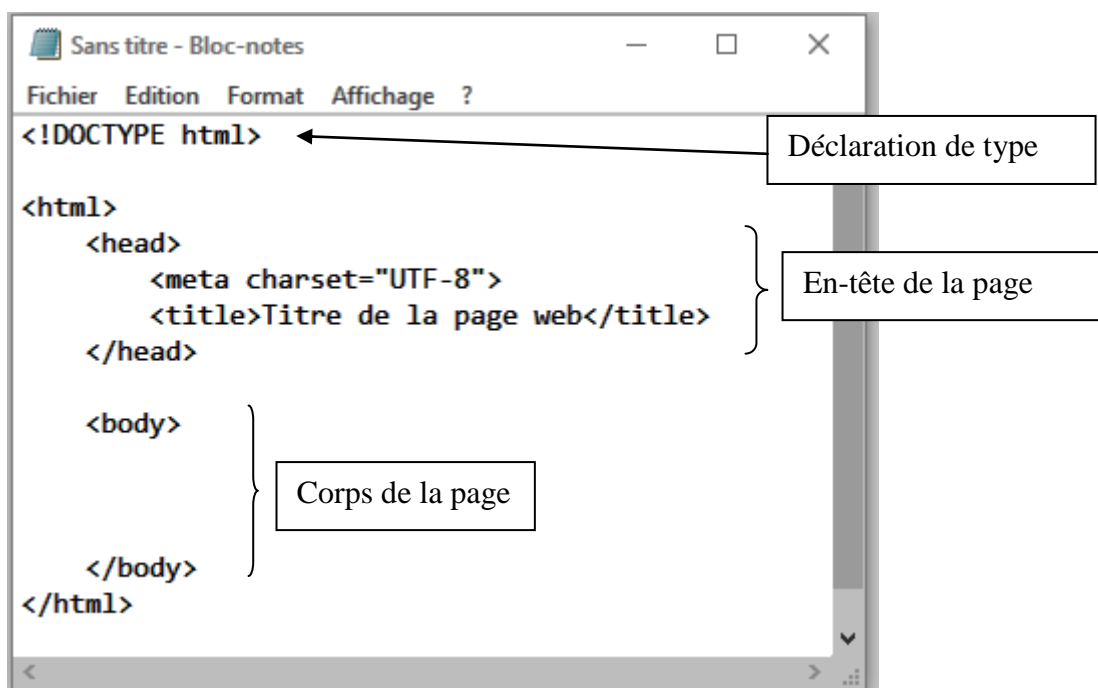 Sans titre - Bloc-notes
Fichier Edition Format Affichage ?
<!DOCTYPE html>
Déclaration de type
<html>
<head>
<meta charset="UTF-8">
<title>Titre de la page web</title>
</head>
En-tête de la page
<body>
Corps de la page
</body>
</html>